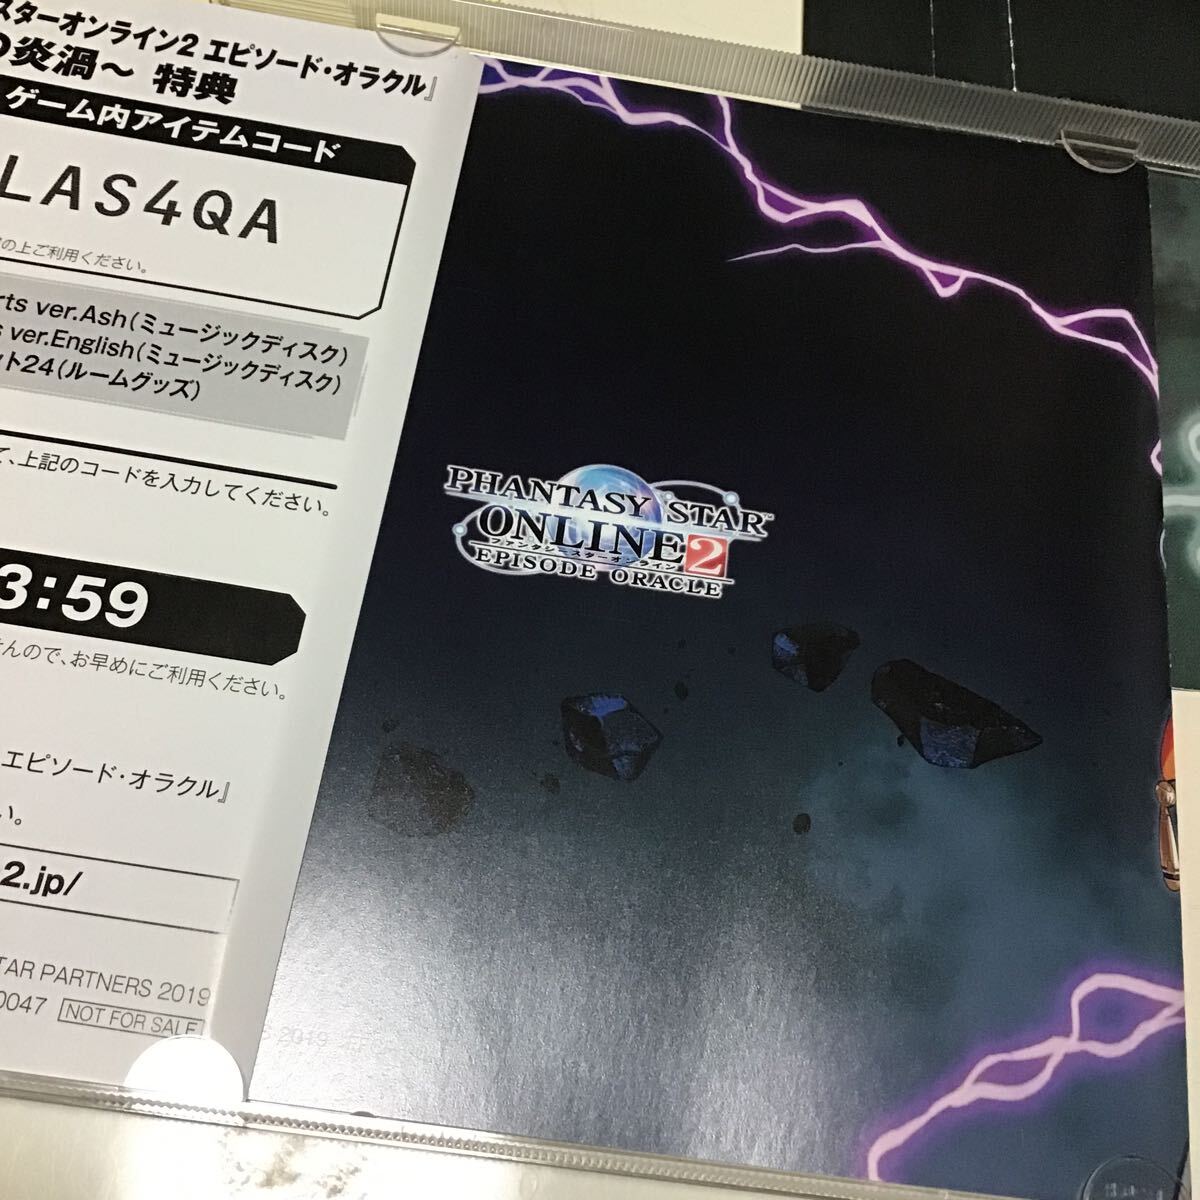 スターオンライン2 エピソード・オラクル』
の炎渦〜 特典
ゲーム内アイテムコード
LAS4QA
の上ご利用ください。
rts ver.Ash(ミュージックディスク)
s ver.English(ミュージックディスク)
ット24(ルームグッズ)
て、上記のコードを入力してください。
3:59
せんので、お早めにご利用ください。
エピソード・オラクル』
い。
2.jp/
TAR PARTNERS 2019
0047 NOT FOR SALE
PHANTASY STAR™
ONLINE 2
ファンタシースターオンライン
EPISODE ORACLE
2019